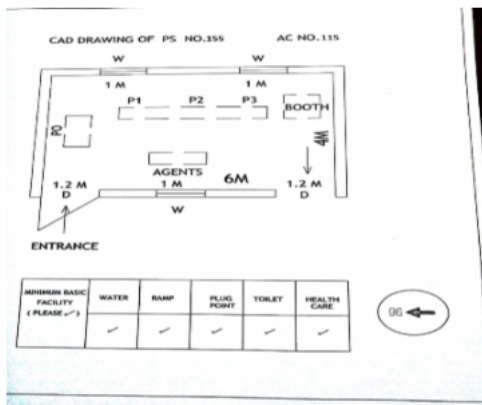 CAD DRAWING OF PS NO.155 AC NO.115
W W
1 M 1 M
P1 P2 P3
BOOTH
PO
4M
AGENTS
1.2 M 1 M 6M 1.2 M
D D
W
ENTRANCE
MINIMUM BASIC FACILITY (PLEASE ✓) WATER RAMP PLUG POINT TOILET HEALTH CARE
✓ ✓ ✓ ✓ ✓